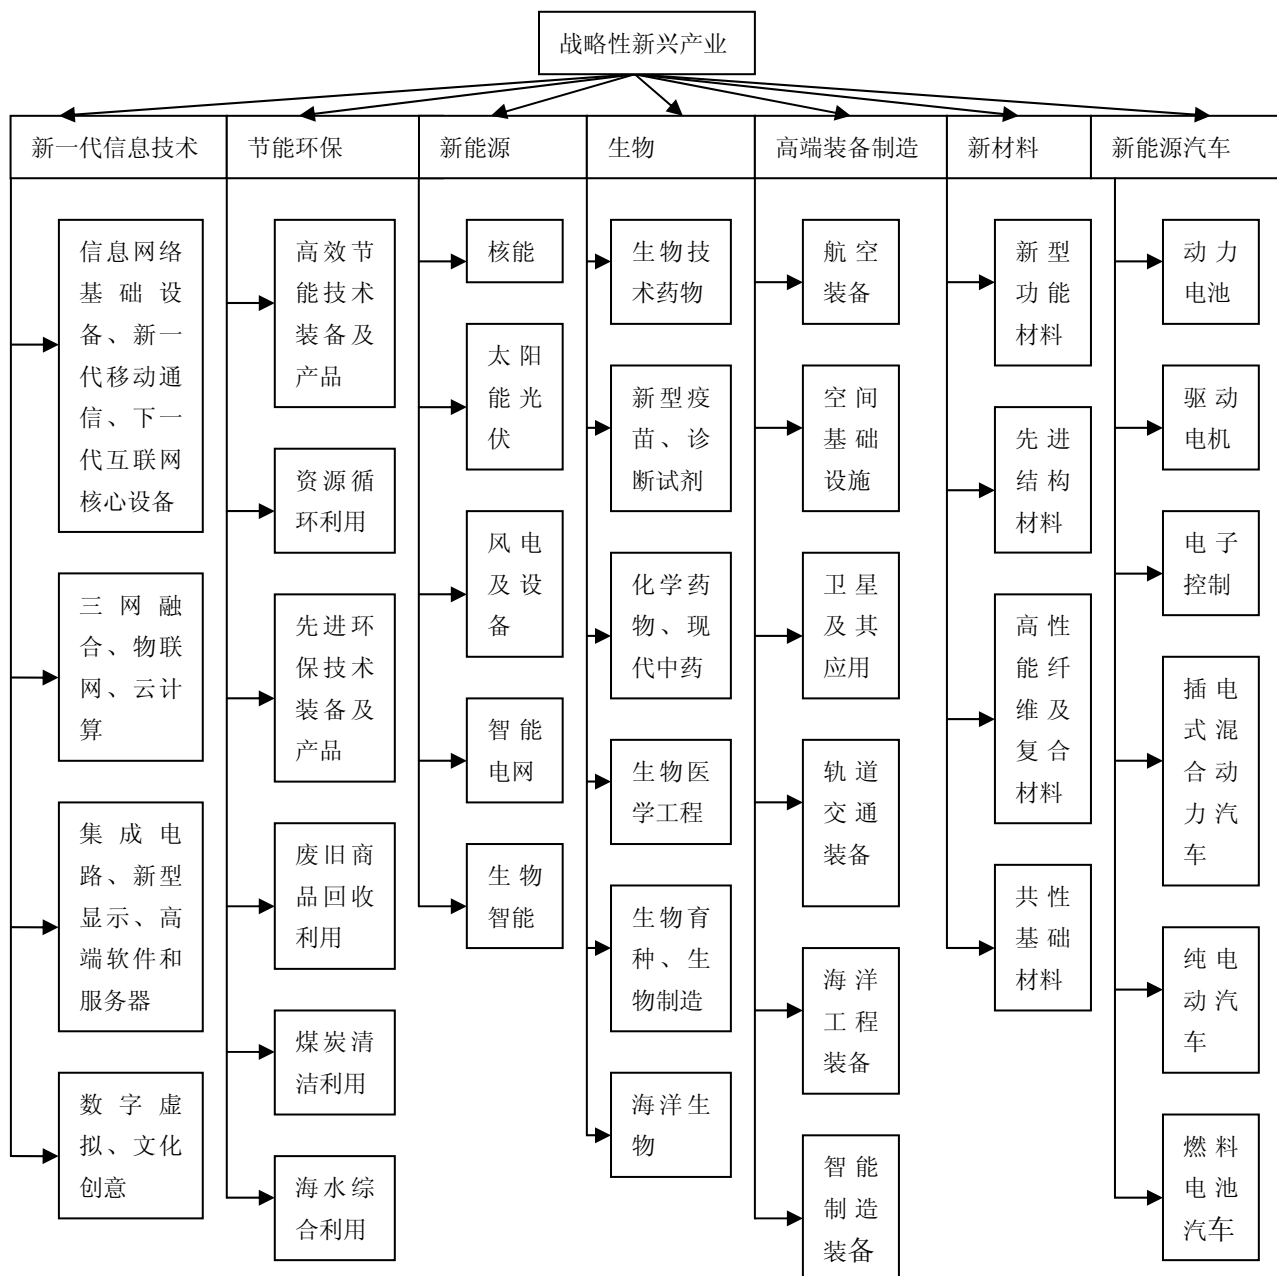 战略性新兴产业
新一代信息技术
节能环保
新能源
生物
高端装备制造
新材料
新能源汽车
信息网络
基础设
备、新一
代移动通
信、下一
代互联网
核心设备
三网融
合、物联
网、云计
算
集成电
路、新型
显示、高
端软件和
服务器
数字虚
拟、文化
创意
高效节
能技术
装备及
产品
资源循
环利用
先进环
保技术
装备及
产品
废旧商
品回收
利用
煤炭清
洁利用
海水综
合利用
核能
太阳
能光
伏
风电
及设
备
智能
电网
生物
智能
生物技
术药物
新型疫
苗、诊
断试剂
化学药
物、现
代中药
生物医
学工程
生物育
种、生
物制造
海洋生
物
航空
装备
空间
基础
设施
卫星
及其
应用
轨道
交通
装备
海洋
工程
装备
智能
制造
装备
新型
功能
材料
先进
结构
材料
高性
能纤
维及
复合
材料
共性
基础
材料
动力
电池
驱动
电机
电子
控制
插电
式混
合动
力汽
车
纯电
动汽
车
燃料
电池
汽车